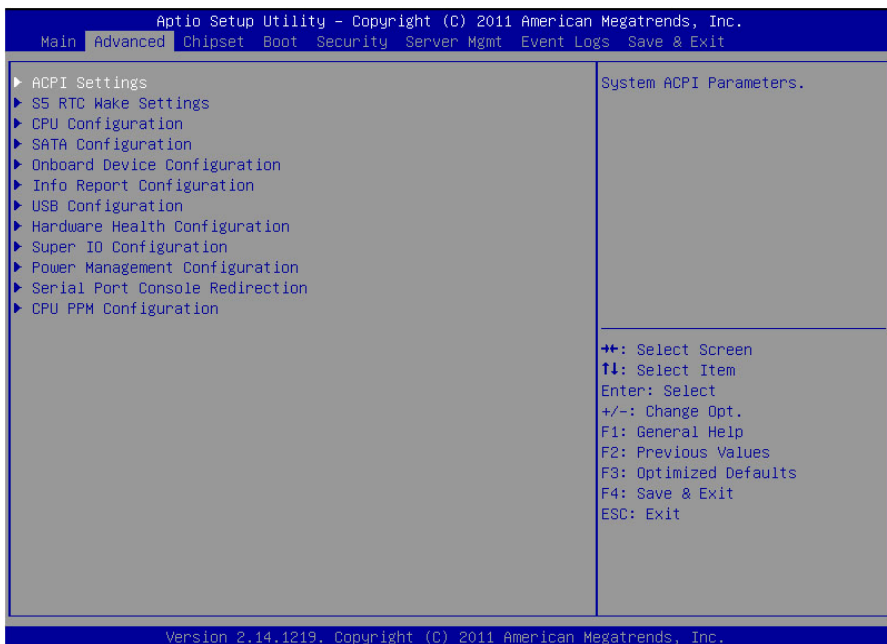 Aptio Setup Utility – Copyright (C) 2011 American Megatrends, Inc.
Main Advanced Chipset Boot Security Server Mgmt Event Logs Save & Exit
ACPI Settings
S5 RTC Wake Settings
CPU Configuration
SATA Configuration
Onboard Device Configuration
Info Report Configuration
USB Configuration
Hardware Health Configuration
Super IO Configuration
Power Management Configuration
Serial Port Console Redirection
CPU PPM Configuration
System ACPI Parameters.
→←: Select Screen
↑↓: Select Item
Enter: Select
+/-: Change Opt.
F1: General Help
F2: Previous Values
F3: Optimized Defaults
F4: Save & Exit
ESC: Exit
Version 2.14.1219. Copyright (C) 2011 American Megatrends, Inc.